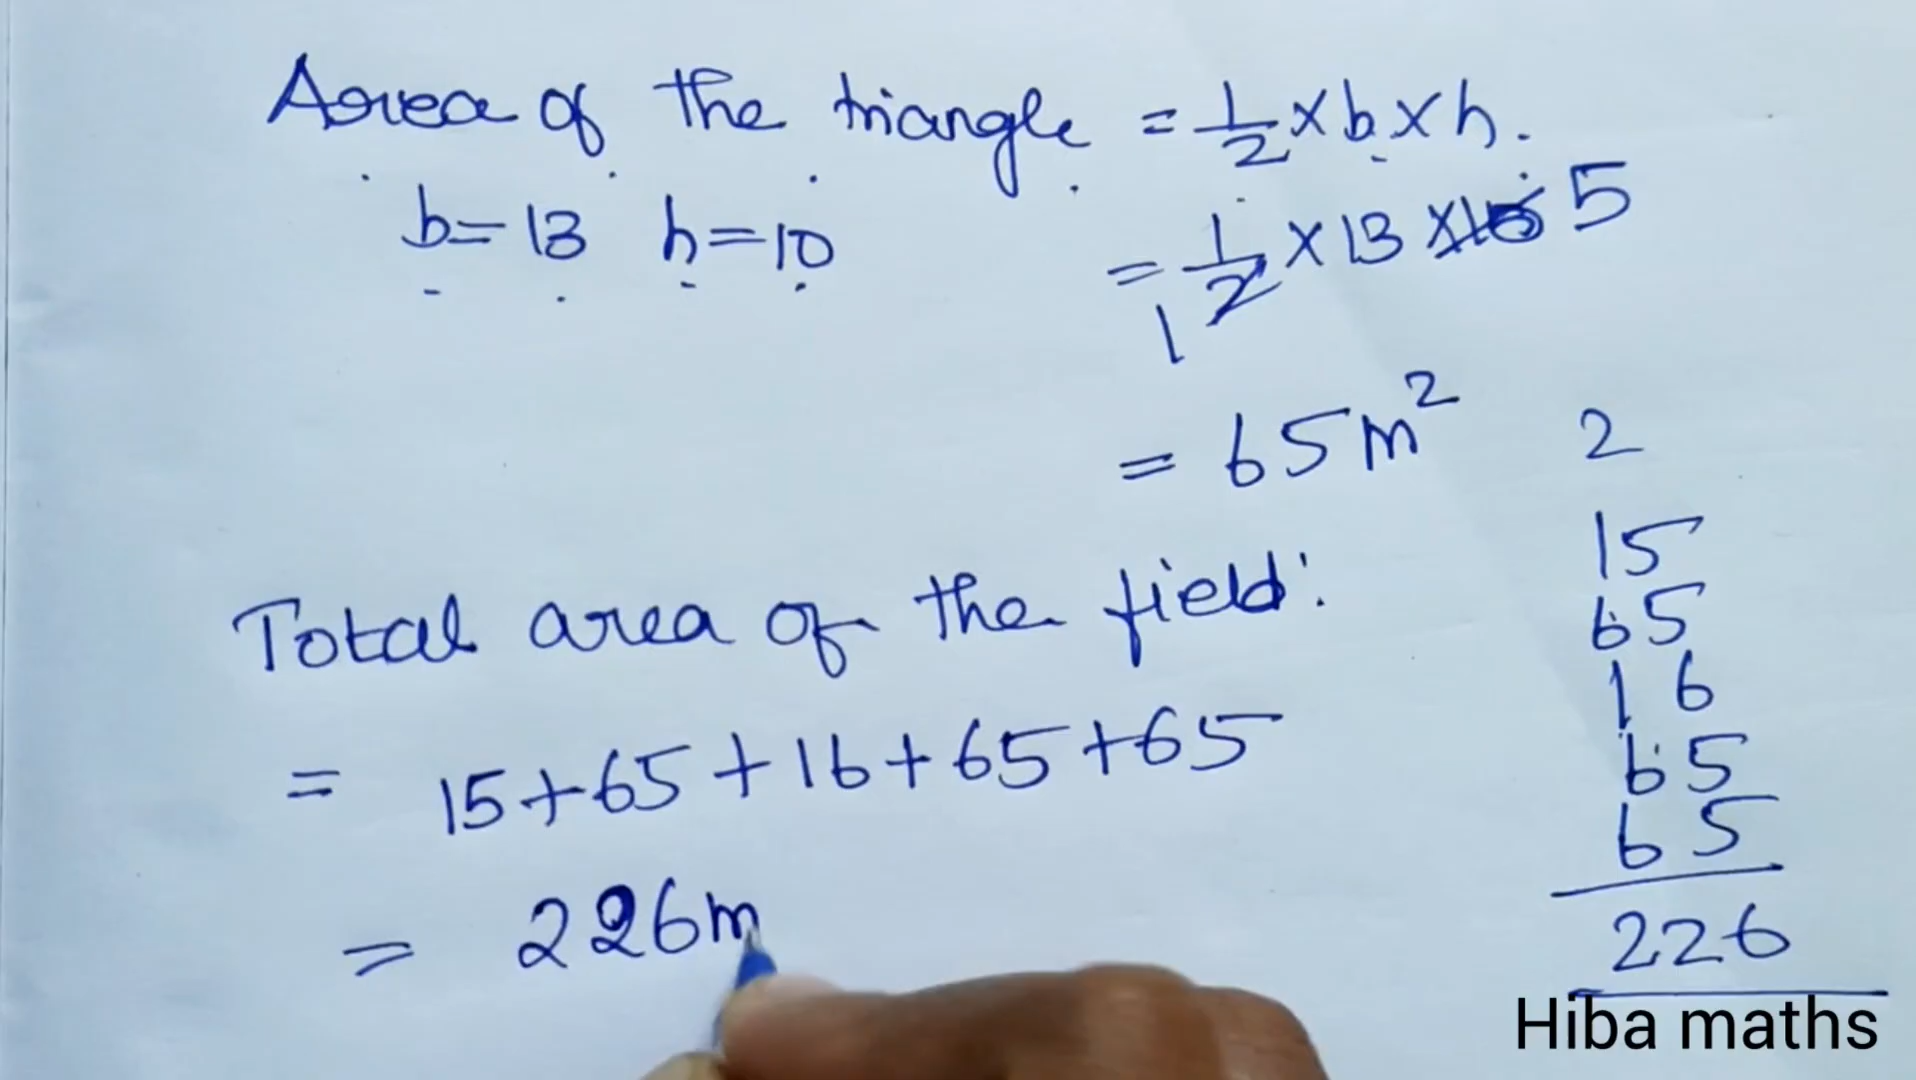 Area of the triangle = 1/2 × b × h.
b = 13 h = 10
= 1/2 × 13 × 10 5
1
= 65 m²
2
15
65
16
65
65
226
Total area of the field:
= 15 + 65 + 16 + 65 + 65
= 226 m
Hiba maths